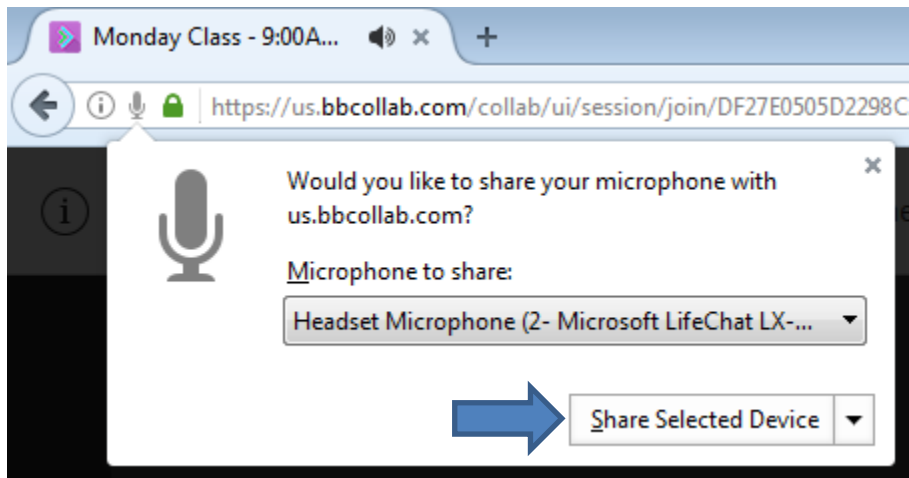 Monday Class - 9:00A...
https://us.bbcollab.com/collab/ui/session/join/DF27E0505D2298C
Would you like to share your microphone with
us.bbcollab.com?
Microphone to share:
Headset Microphone (2- Microsoft LifeChat LX-...
Share Selected Device